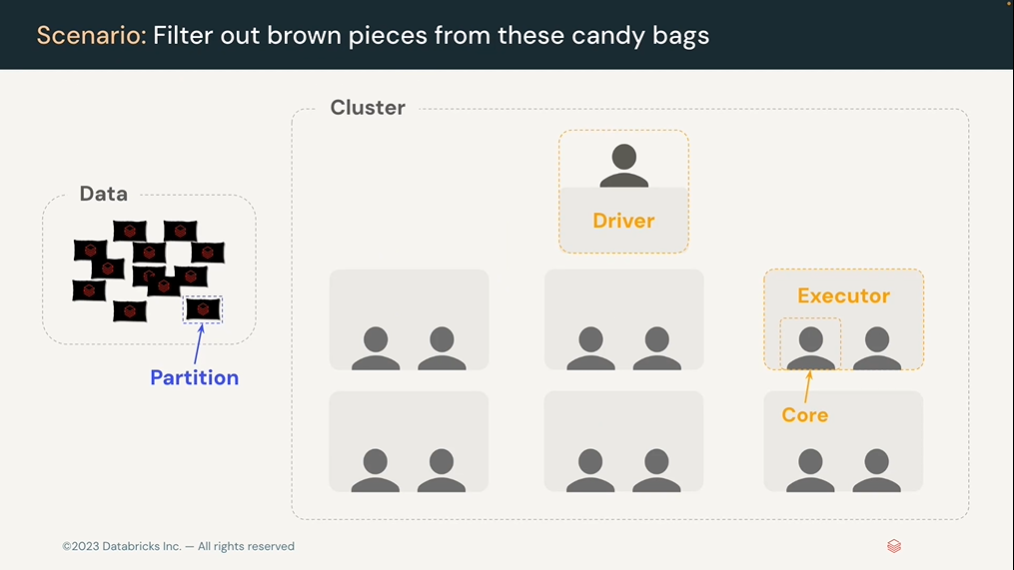 Scenario: Filter out brown pieces from these candy bags
Cluster
Data
Driver
Executor
Partition
Core
©2023 Databricks Inc. — All rights reserved